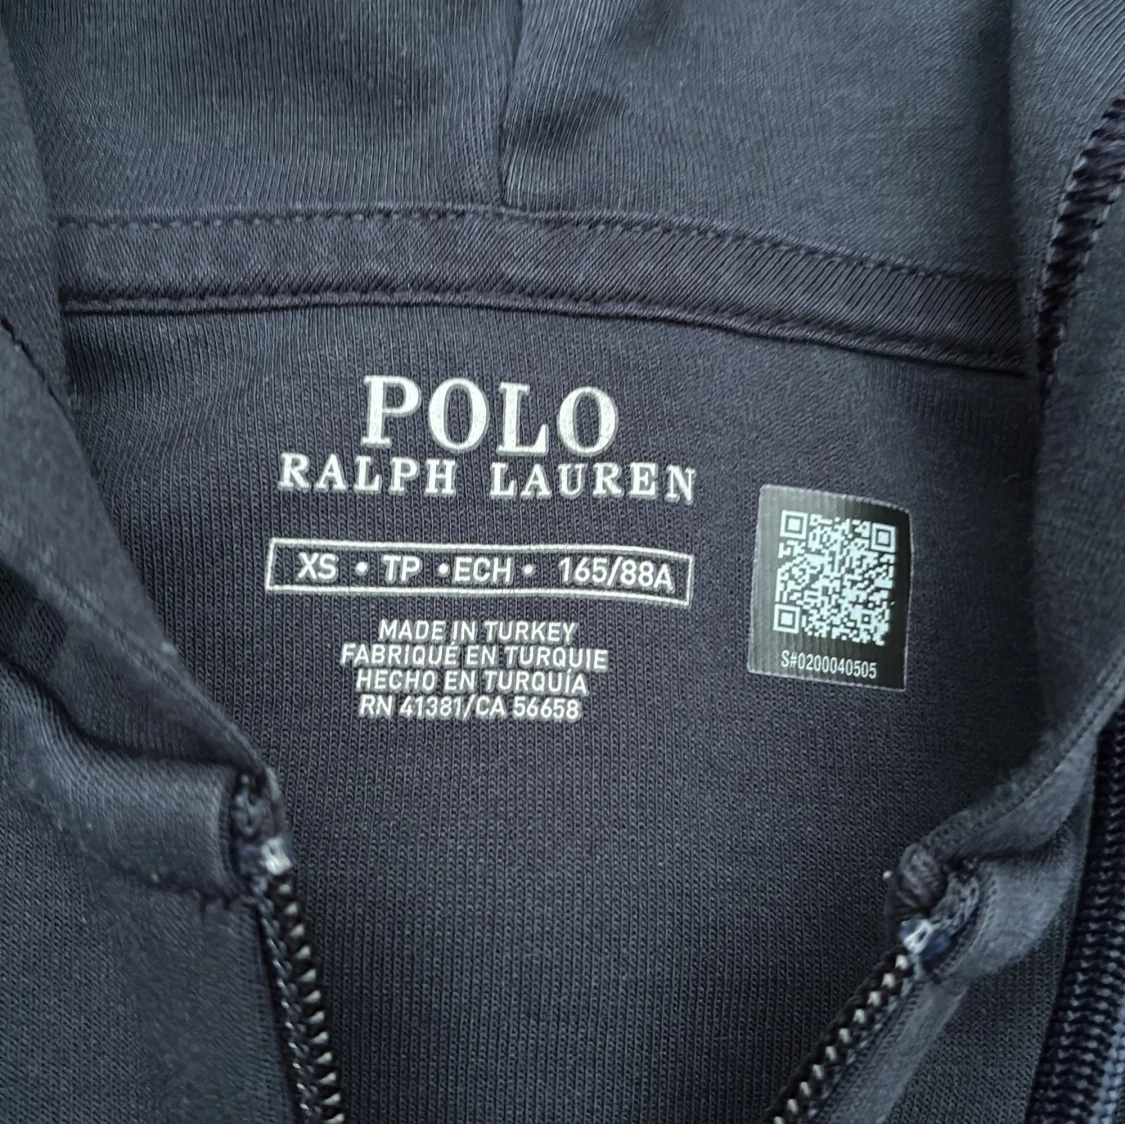 POLO
RALPH LAUREN
XS • TP • ECH • 165/88A
MADE IN TURKEY
FABRIQUÉ EN TURQUIE
HECHO EN TURQUÍA
RN 41381/CA 56658
S#0200040505